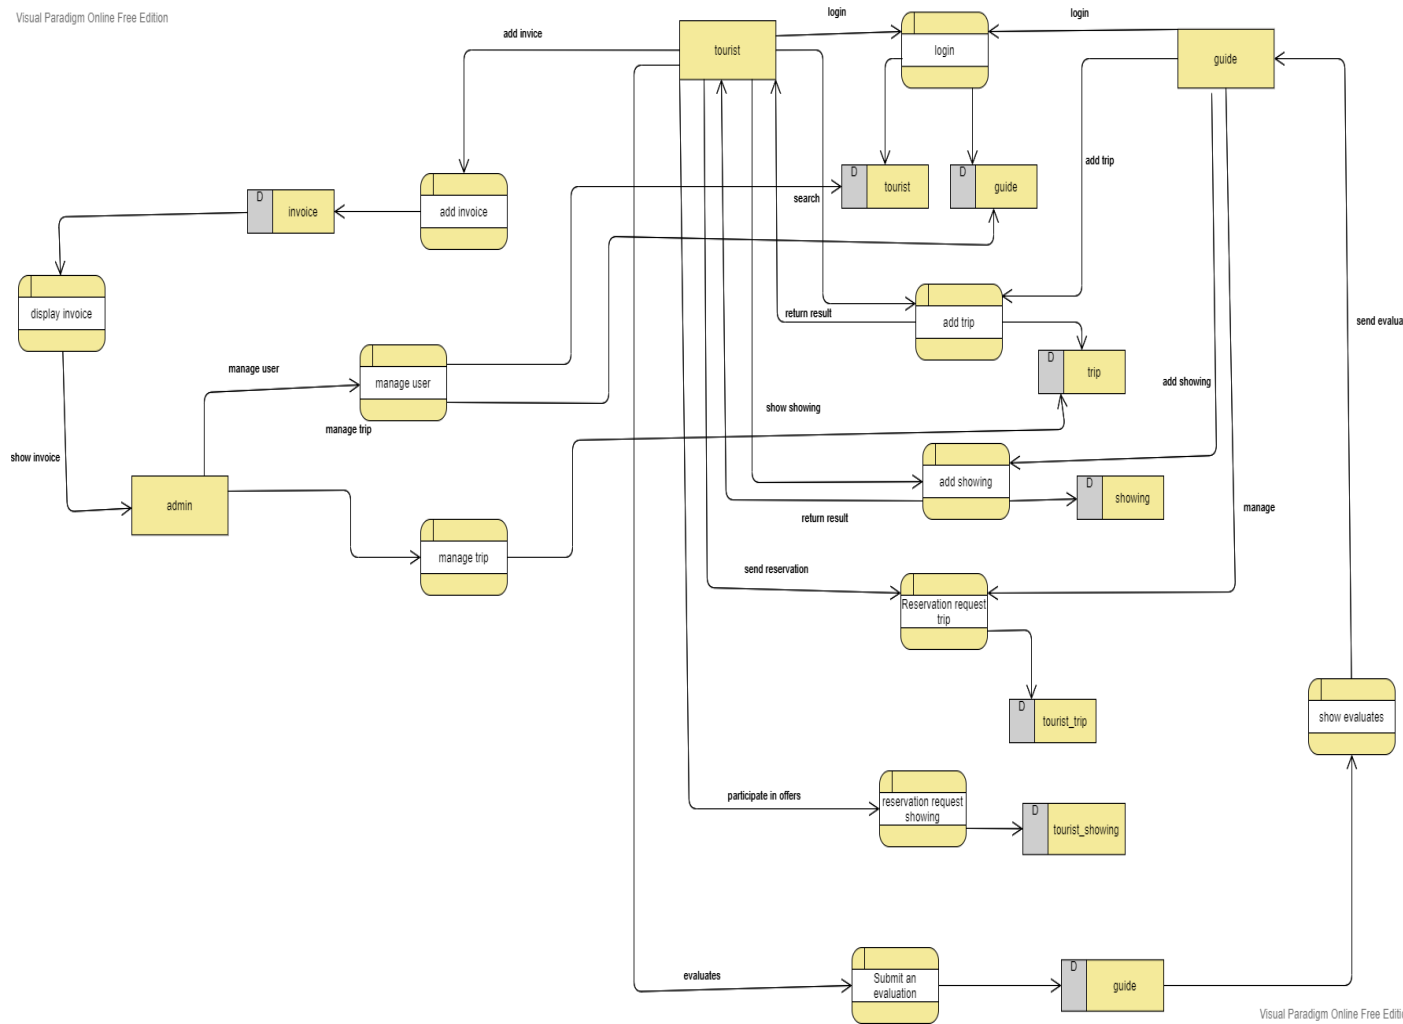 Visual Paradigm Online Free Edition
login
login
add invice
tourist
login
guide
add trip
D
tourist
D
guide
search
D
invoice
add invoice
display invoice
return result
add trip
send evalua
manage user
manage user
D
trip
add showing
show showing
manage trip
show invoice
add showing
D
showing
admin
return result
manage
manage trip
send reservation
Reservation request
trip
D
tourist_trip
show evaluates
participate in offers
reservation request
showing
D
tourist_showing
evaluates
Submit an
evaluation
D
guide
Visual Paradigm Online Free Editi